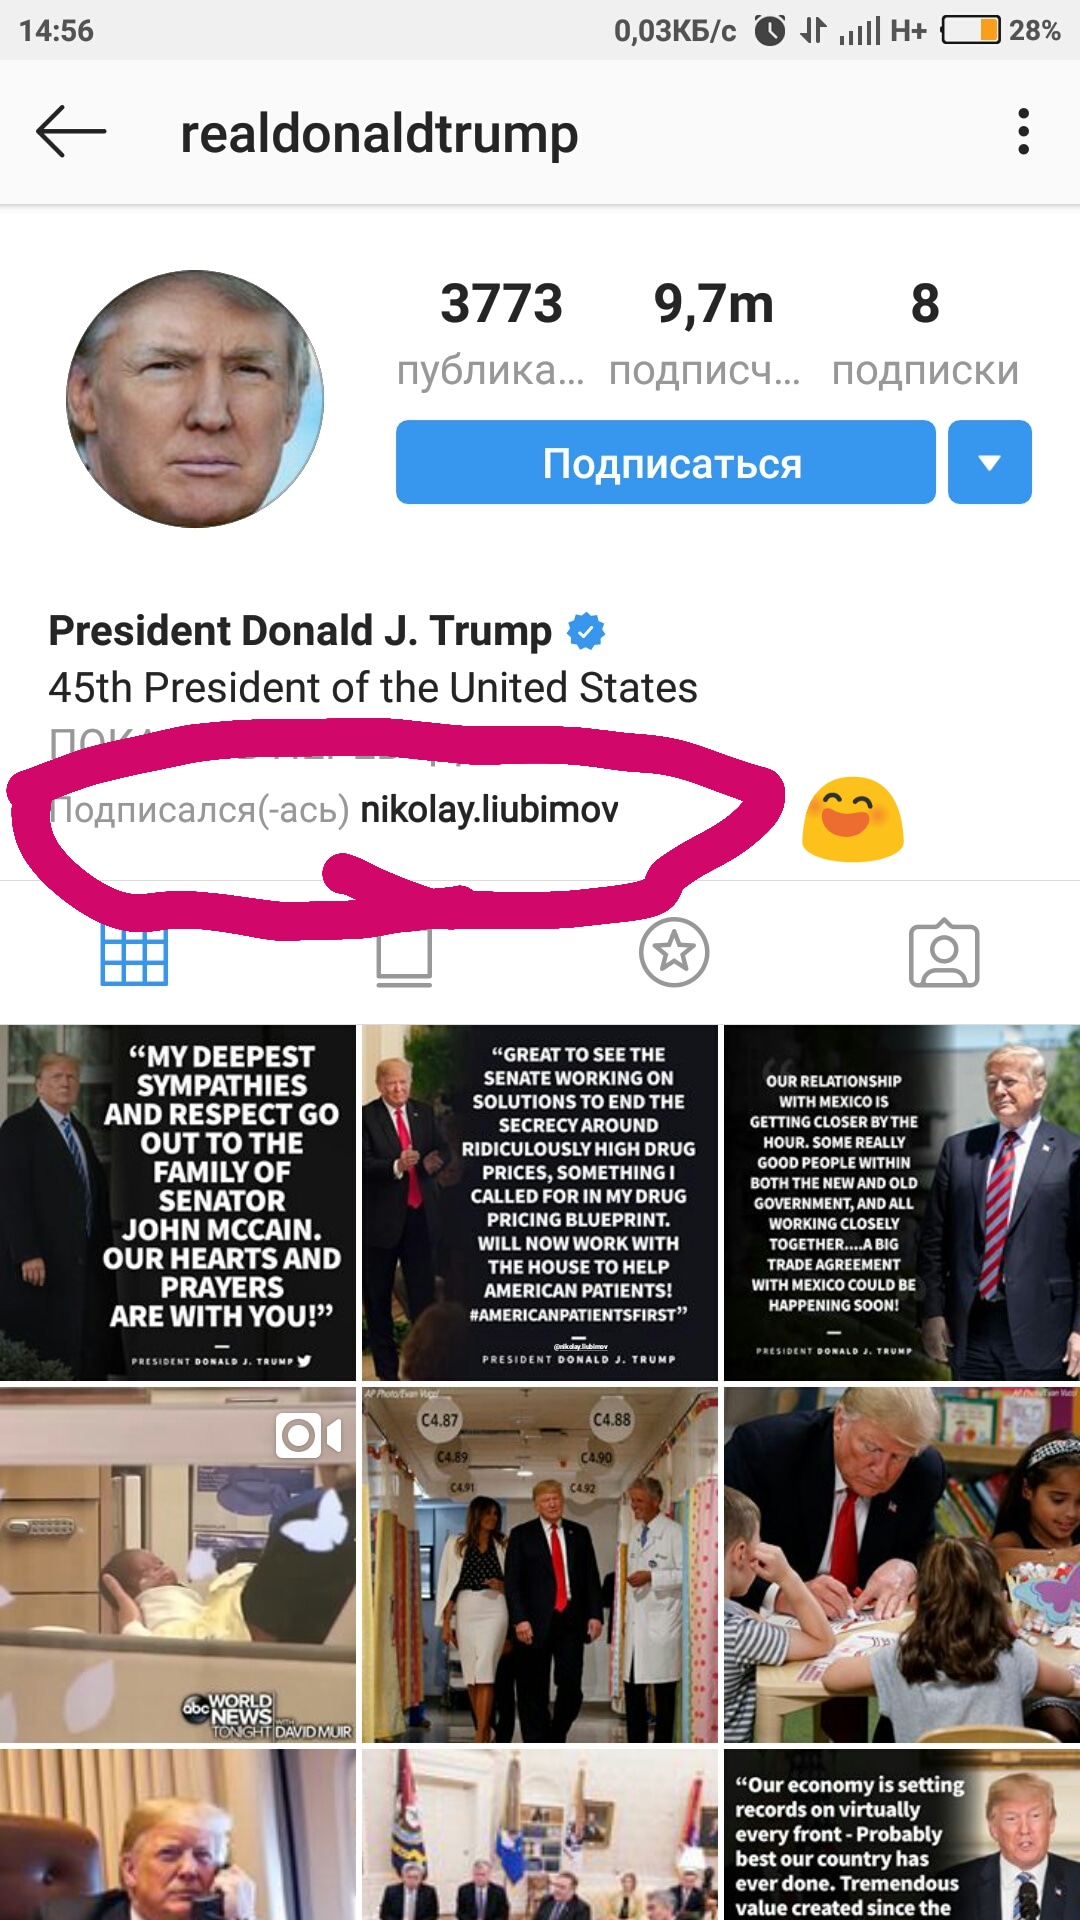 14:56
0,03КБ/с
H+
28%
realdonaldtrump
3773
9,7m
8
публика...
подписч...
подписки
Подписаться
President Donald J. Trump
45th President of the United States
Подписался(-ась) nikolay.liubimov
“MY DEEPEST
SYMPATHIES
AND RESPECT GO
OUT TO THE
FAMILY OF
SENATOR
JOHN MCCAIN.
OUR HEARTS AND
PRAYERS
ARE WITH YOU!”
PRESIDENT DONALD J. TRUMP
“GREAT TO SEE THE
SENATE WORKING ON
SOLUTIONS TO END THE
SECRECY AROUND
RIDICULOUSLY HIGH DRUG
PRICES, SOMETHING I
CALLED FOR IN MY DRUG
PRICING BLUEPRINT.
WILL NOW WORK WITH
THE HOUSE TO HELP
AMERICAN PATIENTS!
#AMERICANPATIENTSFIRST”
@nikolay.liubimov
PRESIDENT DONALD J. TRUMP
OUR RELATIONSHIP
WITH MEXICO IS
GETTING CLOSER BY THE
HOUR. SOME REALLY
GOOD PEOPLE WITHIN
BOTH THE NEW AND OLD
GOVERNMENT, AND ALL
WORKING CLOSELY
TOGETHER....A BIG
TRADE AGREEMENT
WITH MEXICO COULD BE
HAPPENING SOON!
PRESIDENT DONALD J. TRUMP
abc WORLD
NEWS
TONIGHT WITH DAVID MUIR
AP Photo/Evan Vucci
C4.87
C4.88
C4.89
C4.90
C4.91
C4.92
AP Photo/Evan Vucci
“Our economy is setting
records on virtually
every front - Probably
best our country has
ever done. Tremendous
value created since the